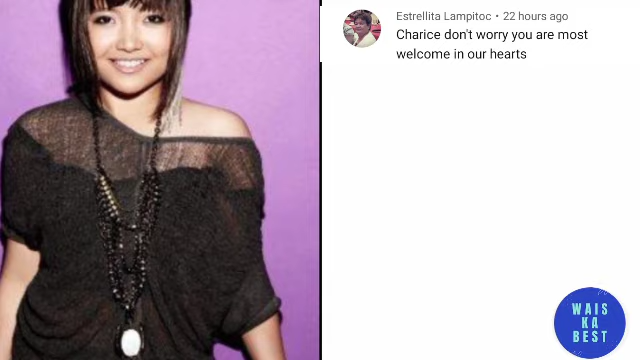 Estrellita Lampitoc • 22 hours ago
Charice don't worry you are most
welcome in our hearts
WAIS
KA
BEST